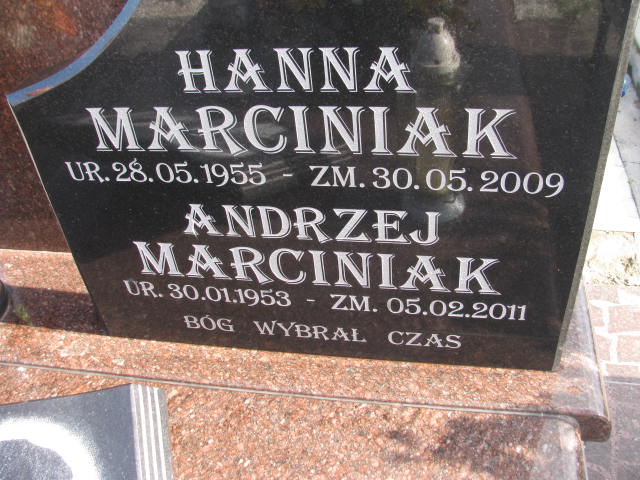 HANNA
MARCINIAK
UR. 28.05.1955 - ZM. 30.05.2009
ANDRZEJ
MARCINIAK
UR. 30.01.1953 - ZM. 05.02.2011
BÓG WYBRAŁ CZAS